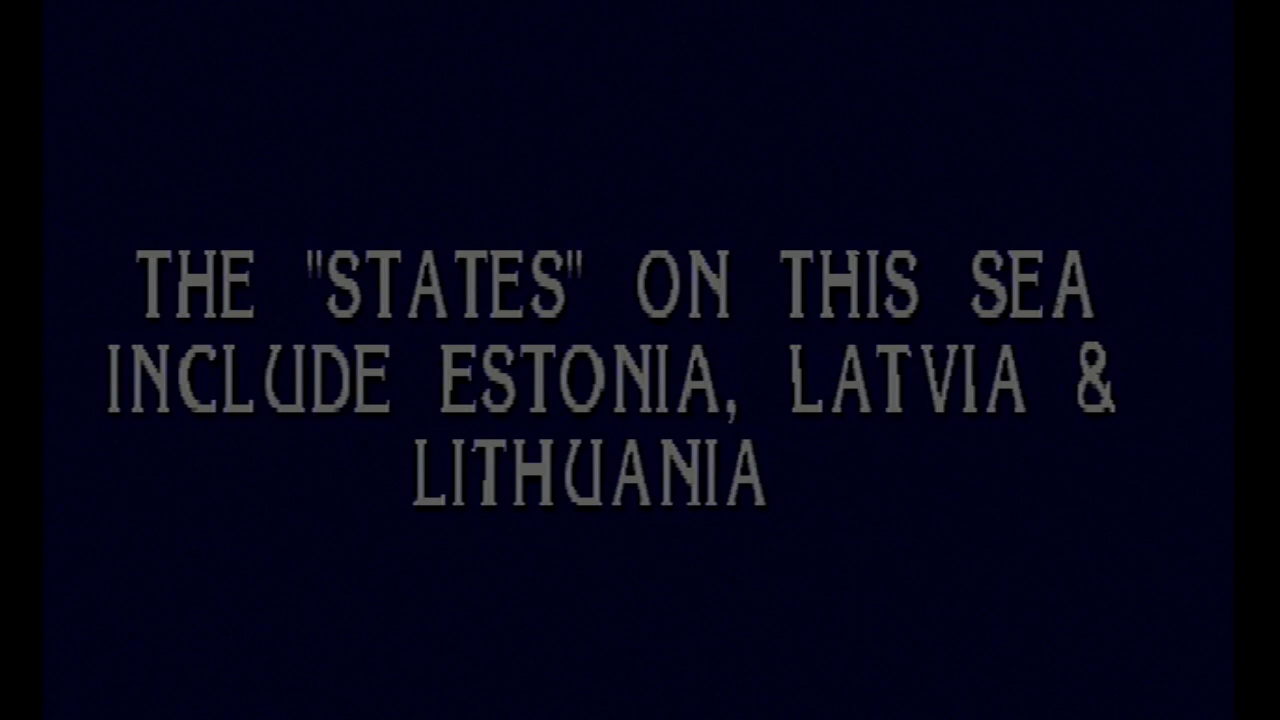 THE "STATES" ON THIS SEA
INCLUDE ESTONIA, LATVIA &
LITHUANIA